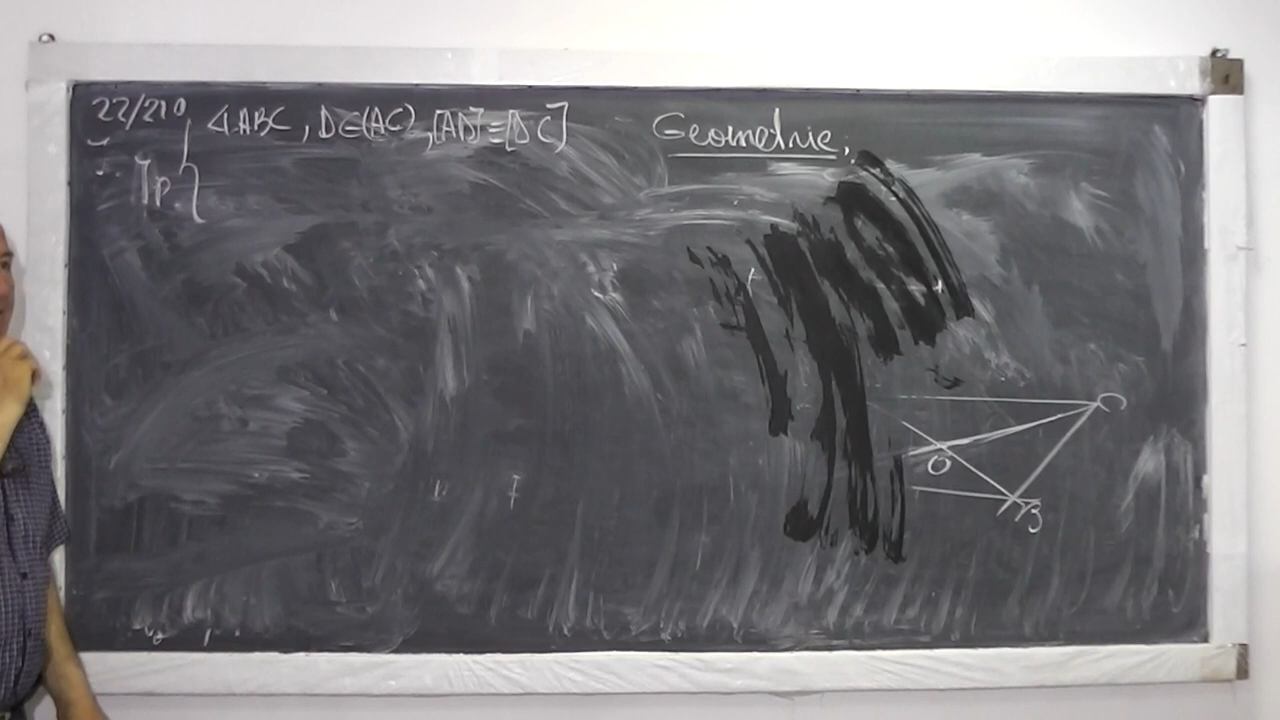 22/210 △ABC, D∈(AC), [AD]≡[DC] Geometrie;
Ip.{
C
O
B